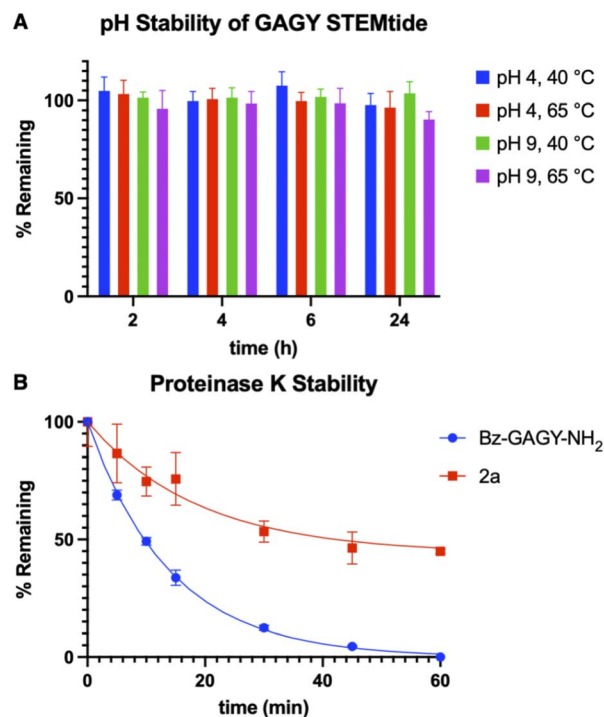 A
pH Stability of GAGY STEMtide
% Remaining
100
50
0
2 4 6 24
time (h)
pH 4, 40 °C
pH 4, 65 °C
pH 9, 40 °C
pH 9, 65 °C
B
Proteinase K Stability
% Remaining
100
50
0
0 20 40 60
time (min)
Bz-GAGY-NH₂
2a